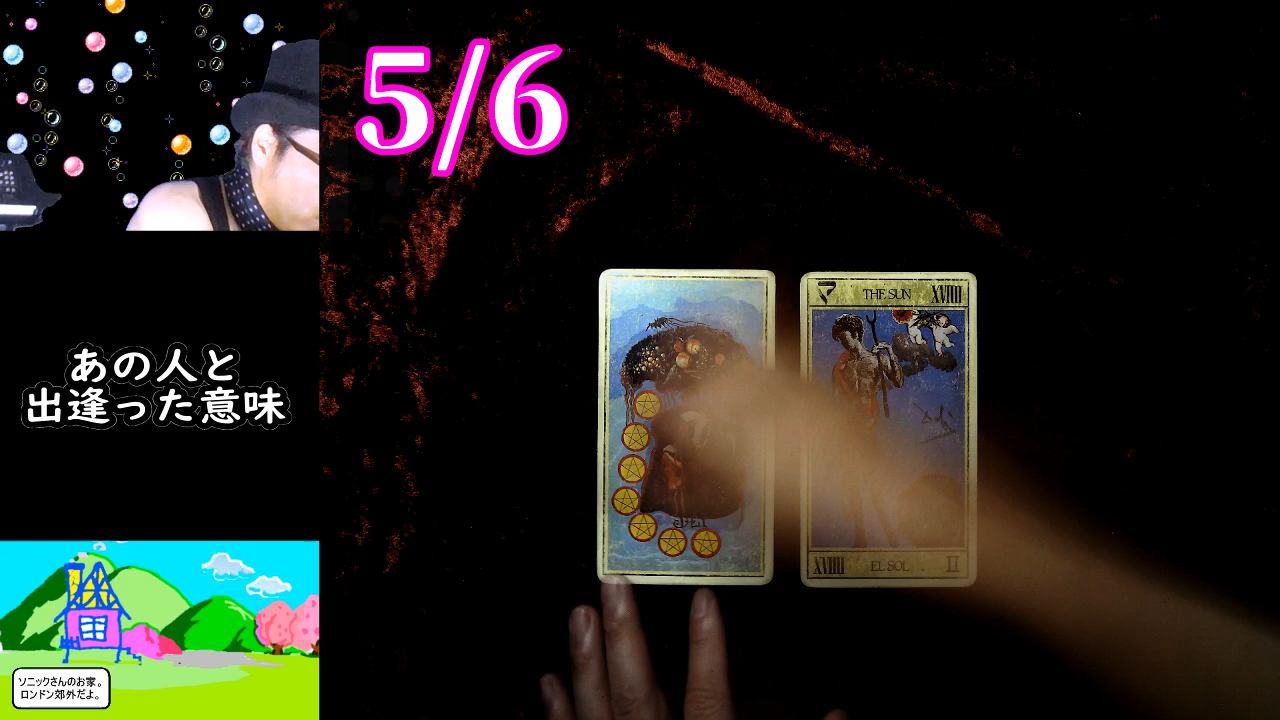 5/6
あの人と
出逢った意味
ソニックさんのお家。
ロンドン郊外だよ。
THE SUN XVIIII
XVIIII EL SOL II